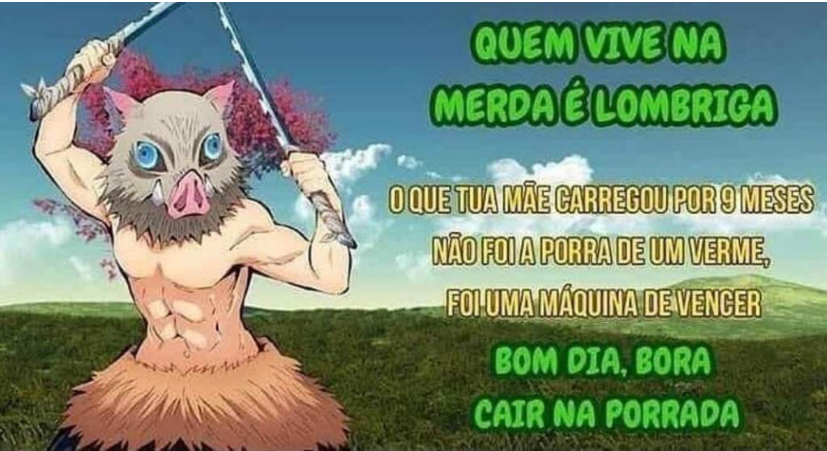 QUEM VIVE NA
MERDA É LOMBRIGA
O QUE TUA MÃE CARREGOU POR 9 MESES
NÃO FOI A PORRA DE UM VERME,
FOI UMA MÁQUINA DE VENCER
BOM DIA, BORA
CAIR NA PORRADA